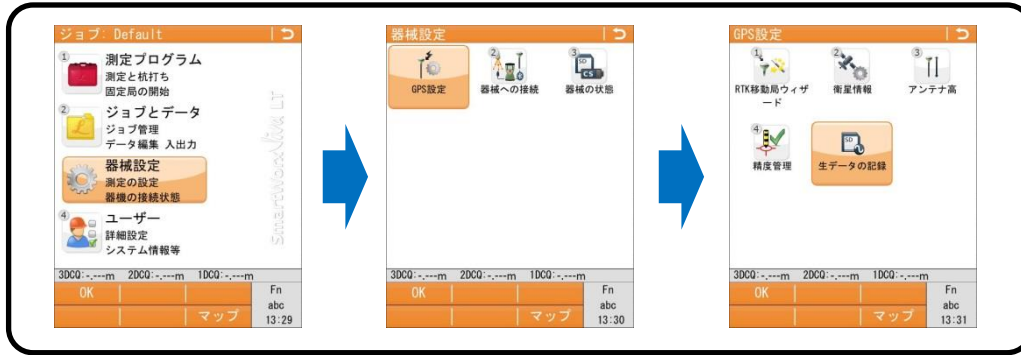 ジョブ: Default
①
測定プログラム
測定と杭打ち
固定局の開始
②
ジョブとデータ
ジョブ管理
データ編集 入出力
器械設定
測定の設定
器機の接続状態
④
ユーザー
詳細設定
システム情報等
SmartWorx Viva LT
3DCQ:-.---m 2DCQ:-.---m 1DCQ:-.---m
OK
Fn
abc
マップ
13:29
器械設定
GPS設定
②
器械への接続
③
SD
CS
器械の状態
3DCQ:-.---m 2DCQ:-.---m 1DCQ:-.---m
OK
Fn
abc
マップ
13:30
GPS設定
①
RTK移動局ウィザ
ード
②
衛星情報
③
アンテナ高
④
精度管理
SD
生データの記録
3DCQ:-.---m 2DCQ:-.---m 1DCQ:-.---m
OK
Fn
abc
マップ
13:31